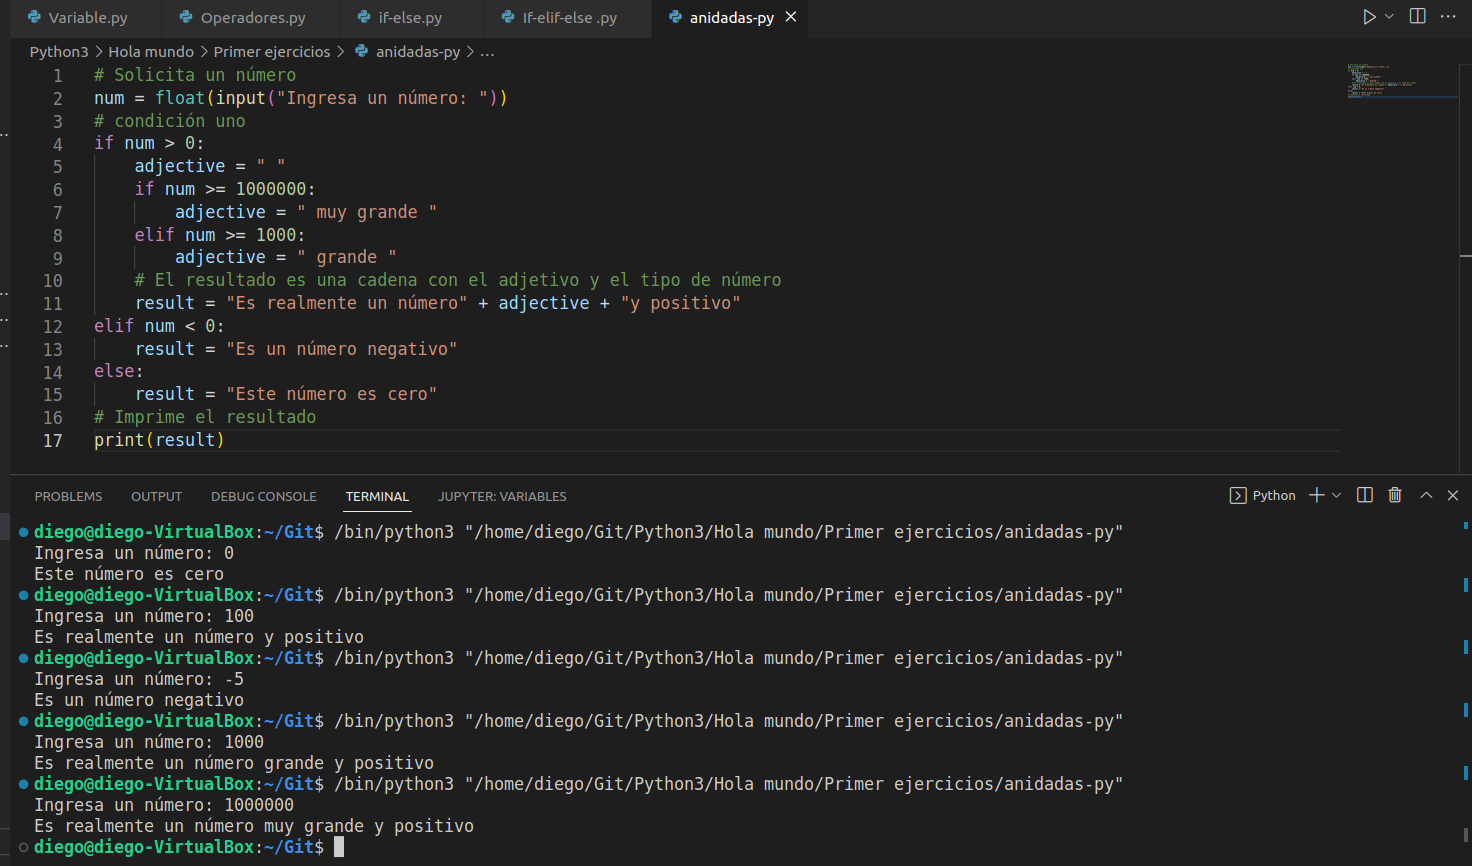 Variable.py Operadores.py if-else.py If-elif-else .py anidadas-py
Python3 > Hola mundo > Primer ejercicios > anidadas-py > ...
1 # Solicita un número
2 num = float(input("Ingresa un número: "))
3 # condición uno
4 if num > 0:
5     adjective = " "
6     if num >= 1000000:
7         adjective = " muy grande "
8     elif num >= 1000:
9         adjective = " grande "
10     # El resultado es una cadena con el adjetivo y el tipo de número
11     result = "Es realmente un número" + adjective + "y positivo"
12 elif num < 0:
13     result = "Es un número negativo"
14 else:
15     result = "Este número es cero"
16 # Imprime el resultado
17 print(result)
PROBLEMS OUTPUT DEBUG CONSOLE TERMINAL JUPYTER: VARIABLES Python
diego@diego-VirtualBox:~/Git$ /bin/python3 "/home/diego/Git/Python3/Hola mundo/Primer ejercicios/anidadas-py"
Ingresa un número: 0
Este número es cero
diego@diego-VirtualBox:~/Git$ /bin/python3 "/home/diego/Git/Python3/Hola mundo/Primer ejercicios/anidadas-py"
Ingresa un número: 100
Es realmente un número y positivo
diego@diego-VirtualBox:~/Git$ /bin/python3 "/home/diego/Git/Python3/Hola mundo/Primer ejercicios/anidadas-py"
Ingresa un número: -5
Es un número negativo
diego@diego-VirtualBox:~/Git$ /bin/python3 "/home/diego/Git/Python3/Hola mundo/Primer ejercicios/anidadas-py"
Ingresa un número: 1000
Es realmente un número grande y positivo
diego@diego-VirtualBox:~/Git$ /bin/python3 "/home/diego/Git/Python3/Hola mundo/Primer ejercicios/anidadas-py"
Ingresa un número: 1000000
Es realmente un número muy grande y positivo
diego@diego-VirtualBox:~/Git$